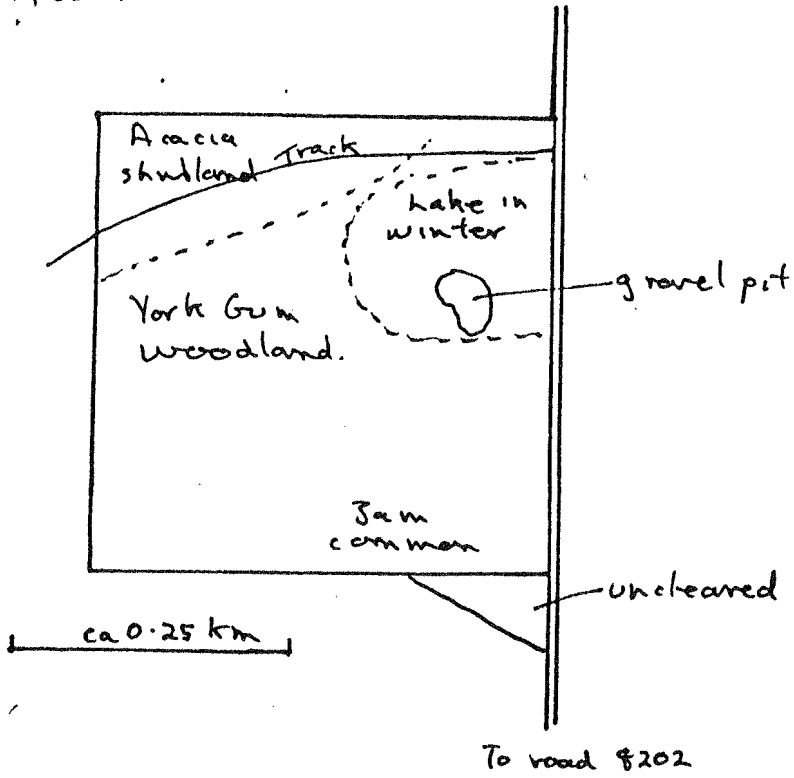 Acacia
shrubland
Track
Lake in
winter
gravel pit
York Gum
woodland.
Jam
common
uncleared
ca 0.25 km
To road 8202